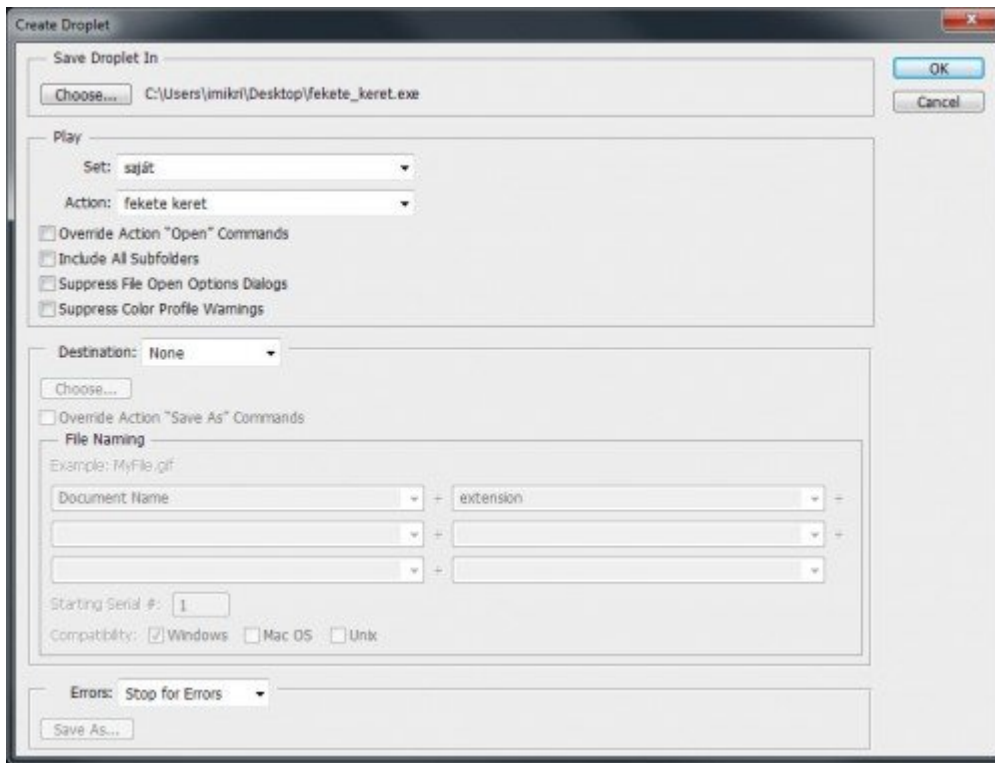 Create Droplet
Save Droplet In
OK
Choose... C:\Users\imikri\Desktop\fekete_keret.exe
Cancel
Play
Set: saját
Action: fekete keret
Override Action "Open" Commands
Include All Subfolders
Suppress File Open Options Dialogs
Suppress Color Profile Warnings
Destination: None
Choose...
Override Action "Save As" Commands
File Naming
Example: MyFile.gif
Document Name + extension +
+ +
+
Starting Serial #: 1
Compatibility: Windows Mac OS Unix
Errors: Stop for Errors
Save As...